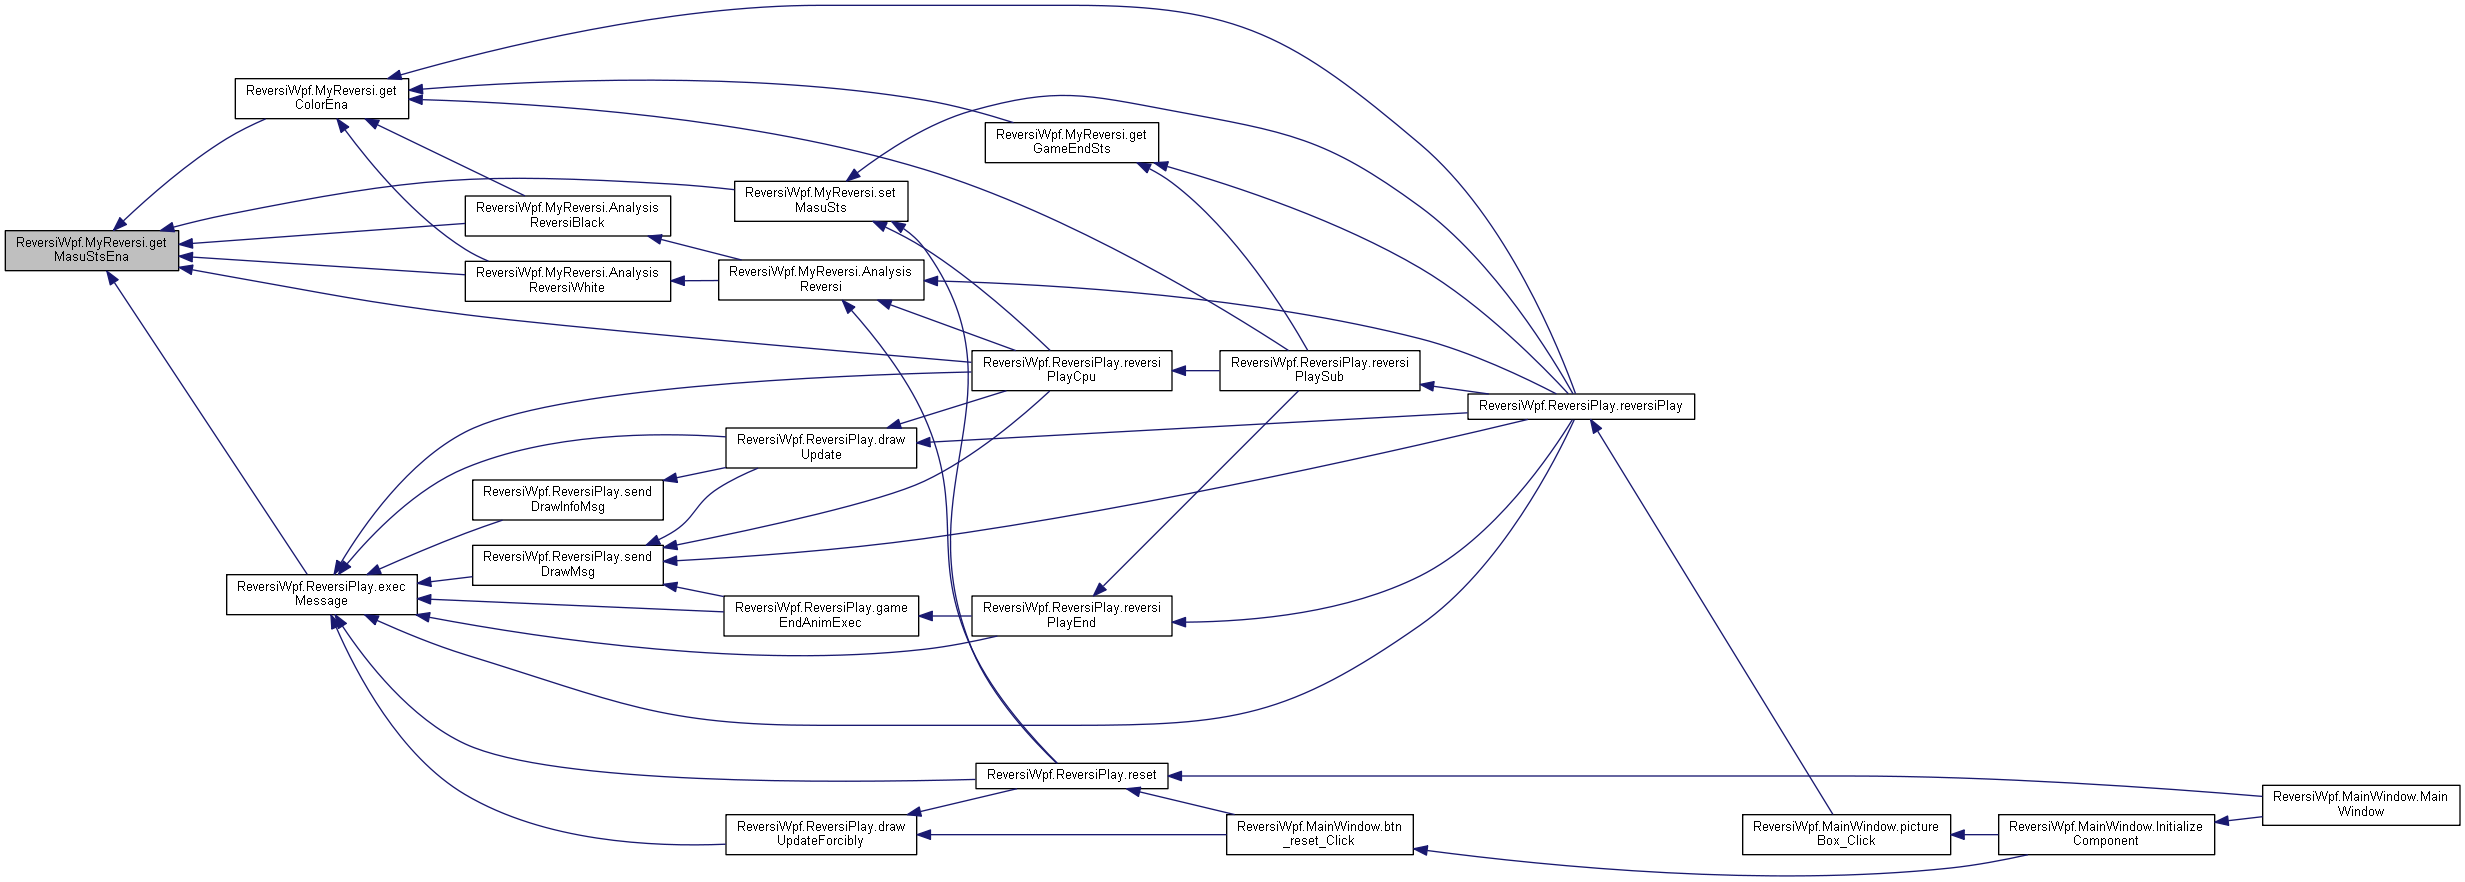 ReversiWpf.MyReversi.get
MasuStsEna
ReversiWpf.MyReversi.get
ColorEna
ReversiWpf.MyReversi.Analysis
ReversiBlack
ReversiWpf.MyReversi.Analysis
ReversiWhite
ReversiWpf.MyReversi.set
MasuSts
ReversiWpf.MyReversi.Analysis
Reversi
ReversiWpf.MyReversi.get
GameEndSts
ReversiWpf.ReversiPlay.reversi
PlayCpu
ReversiWpf.ReversiPlay.reversi
PlaySub
ReversiWpf.ReversiPlay.reversiPlay
ReversiWpf.ReversiPlay.draw
Update
ReversiWpf.ReversiPlay.send
DrawInfoMsg
ReversiWpf.ReversiPlay.send
DrawMsg
ReversiWpf.ReversiPlay.exec
Message
ReversiWpf.ReversiPlay.game
EndAnimExec
ReversiWpf.ReversiPlay.reversi
PlayEnd
ReversiWpf.ReversiPlay.reset
ReversiWpf.ReversiPlay.draw
UpdateForcibly
ReversiWpf.MainWindow.btn
_reset_Click
ReversiWpf.MainWindow.picture
Box_Click
ReversiWpf.MainWindow.Initialize
Component
ReversiWpf.MainWindow.Main
Window